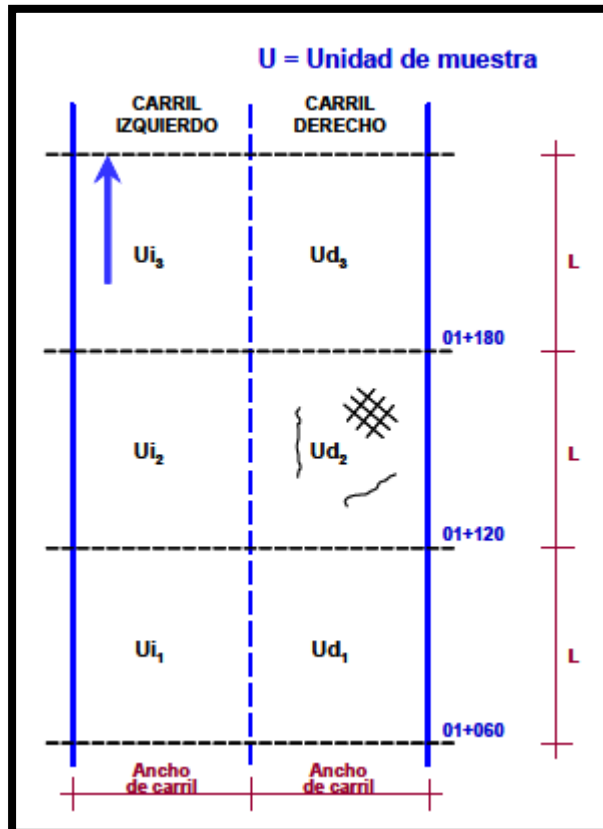 U = Unidad de muestra
CARRIL
IZQUIERDO
CARRIL
DERECHO
Ui₃
Ud₃
L
01+180
Ui₂
Ud₂
L
01+120
Ui₁
Ud₁
L
01+060
Ancho
de carril
Ancho
de carril